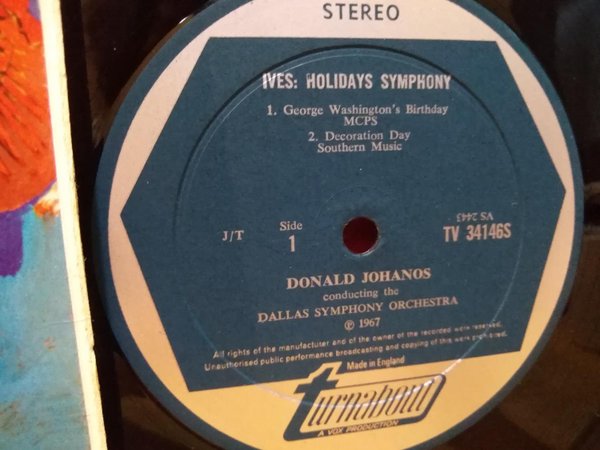 STEREO
IVES: HOLIDAYS SYMPHONY
1. George Washington's Birthday
MCPS
2. Decoration Day
Southern Music
J/T
Side
1
VS 2443
TV 34146S
DONALD JOHANOS
conducting the
DALLAS SYMPHONY ORCHESTRA
℗ 1967
All rights of the manufacturer and of the owner of the recorded work reserved.
Unauthorised public performance broadcasting and copying of this work prohibited.
Made in England
turnabout
A VOX PRODUCTION